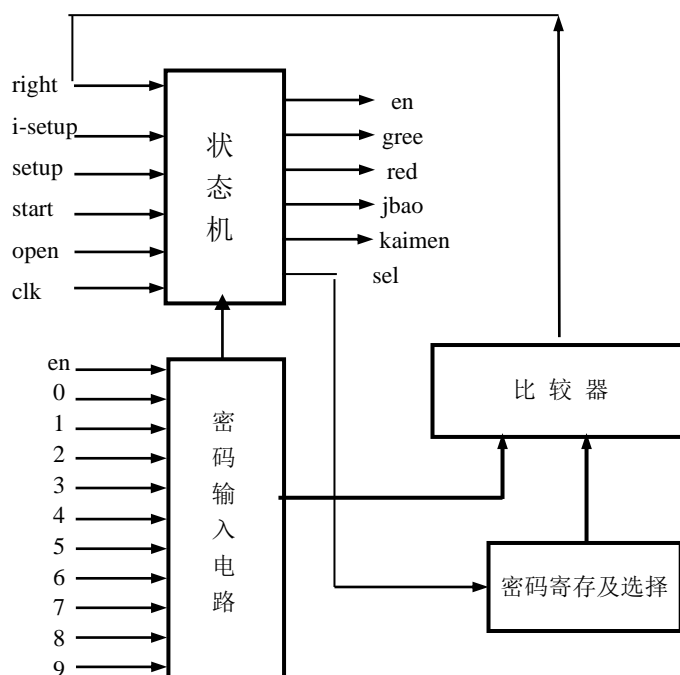 right
i-setup
setup
start
open
clk
状态机
en
gree
red
jbao
kaimen
sel
en
0
1
2
3
4
5
6
7
8
9
密码输入电路
比较器
密码寄存及选择